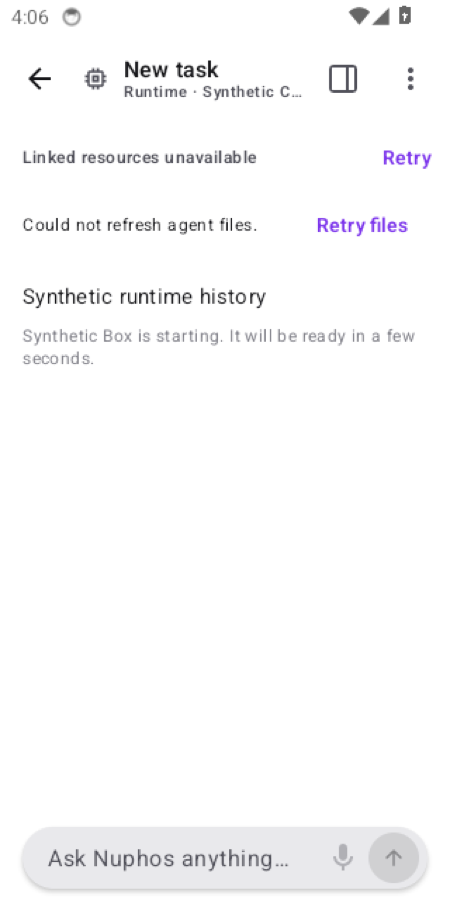 4:06
New task
Runtime · Synthetic C...
Linked resources unavailable
Retry
Could not refresh agent files.
Retry files
Synthetic runtime history
Synthetic Box is starting. It will be ready in a few
seconds.
Ask Nuphos anything...